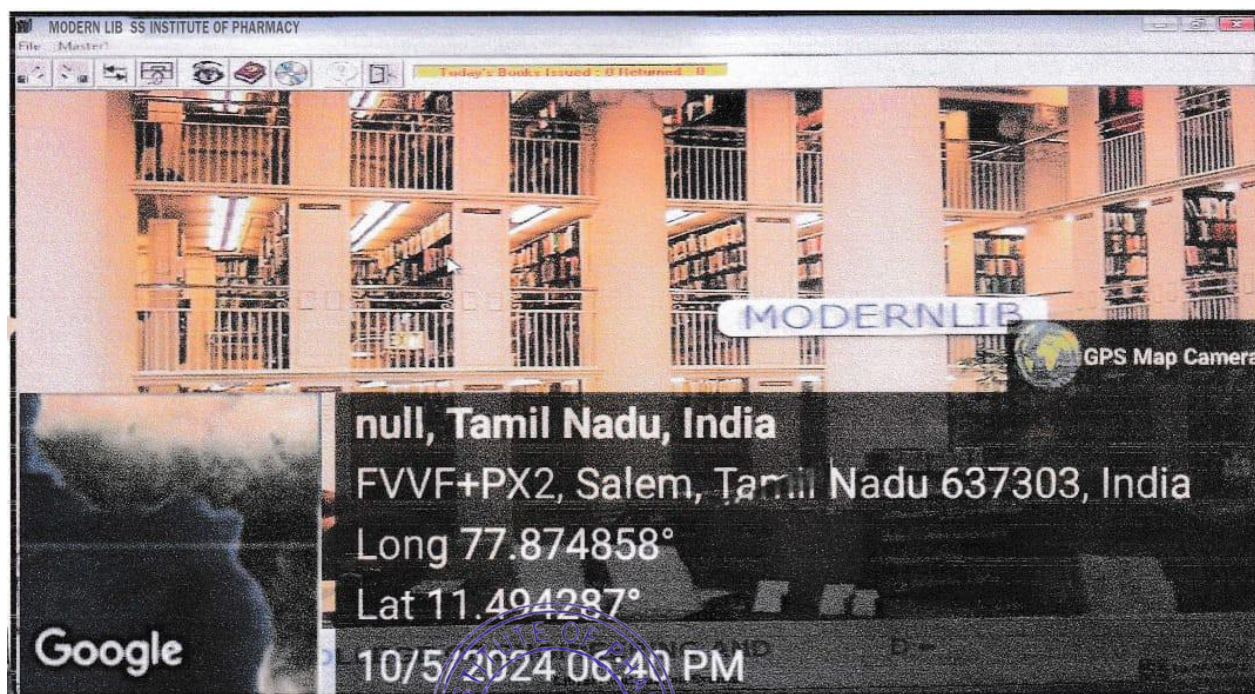 MODERN LIB SS INSTITUTE OF PHARMACY
File Master
Today's Books Issued : 0 Returned : 0
MODERNLIB
GPS Map Camera
null, Tamil Nadu, India
FVVF+PX2, Salem, Tamil Nadu 637303, India
Long 77.874858°
Lat 11.494287°
10/5/2024 06:40 PM
Google